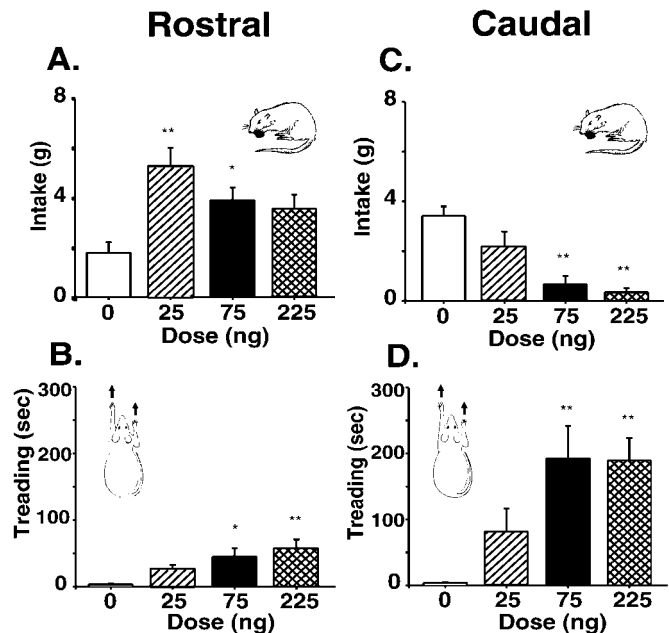 Rostral
Caudal
A.
8
4
0
Intake (g)
**
*
0 25 75 225
Dose (ng)
C.
8
4
0
Intake (g)
**
**
0 25 75 225
Dose (ng)
B.
300
200
100
50
0
Treading (sec)
*
**
0 25 75 225
Dose (ng)
D.
300
200
100
0
Treading (sec)
**
**
0 25 75 225
Dose (ng)